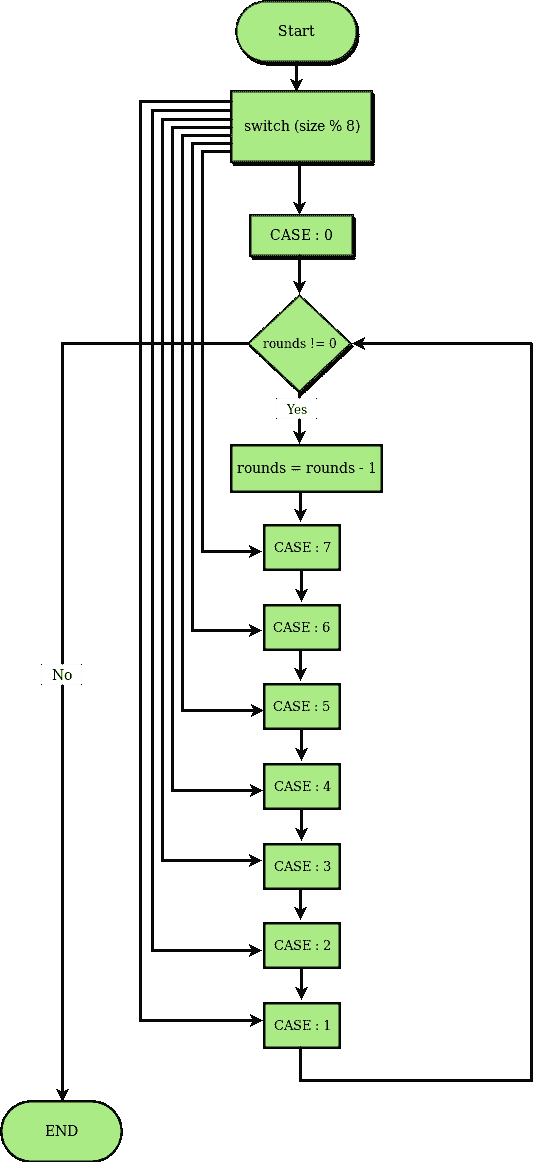 Start
switch (size % 8)
CASE : 0
rounds != 0
Yes
rounds = rounds - 1
CASE : 7
CASE : 6
CASE : 5
No
CASE : 4
CASE : 3
CASE : 2
CASE : 1
END